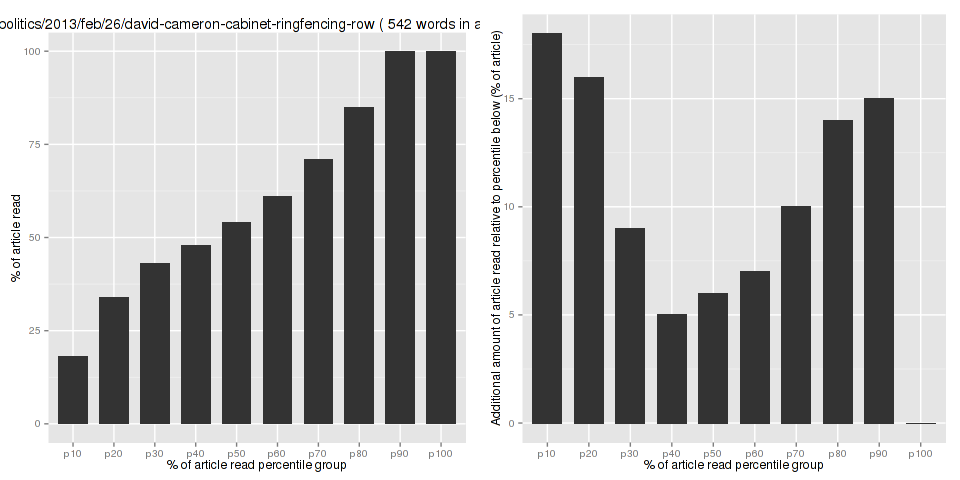 politics/2013/feb/26/david-cameron-cabinet-ringfencing-row ( 542 words in a
% of article read
100
75
50
25
0
p10 p20 p30 p40 p50 p60 p70 p80 p90 p100
% of article read percentile group
Additional amount of article read relative to percentile below (% of article)
15
10
5
0
p10 p20 p30 p40 p50 p60 p70 p80 p90 p100
% of article read percentile group